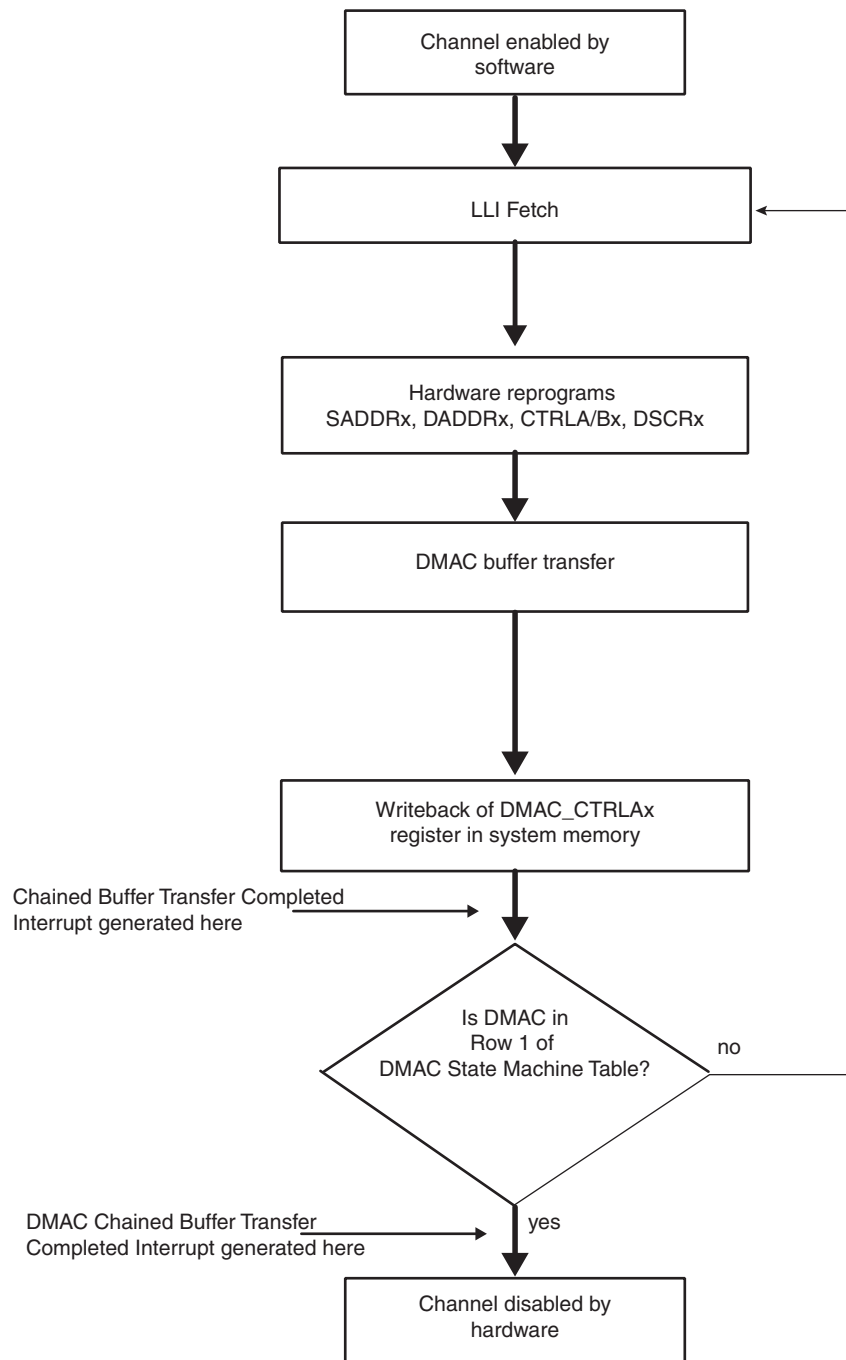 Channel enabled by
software
LLI Fetch
Hardware reprograms
SADDRx, DADDRx, CTRLA/Bx, DSCRx
DMAC buffer transfer
Writeback of DMAC_CTRLAx
register in system memory
Chained Buffer Transfer Completed
Interrupt generated here
Is DMAC in
Row 1 of
DMAC State Machine Table?
no
yes
DMAC Chained Buffer Transfer
Completed Interrupt generated here
Channel disabled by
hardware